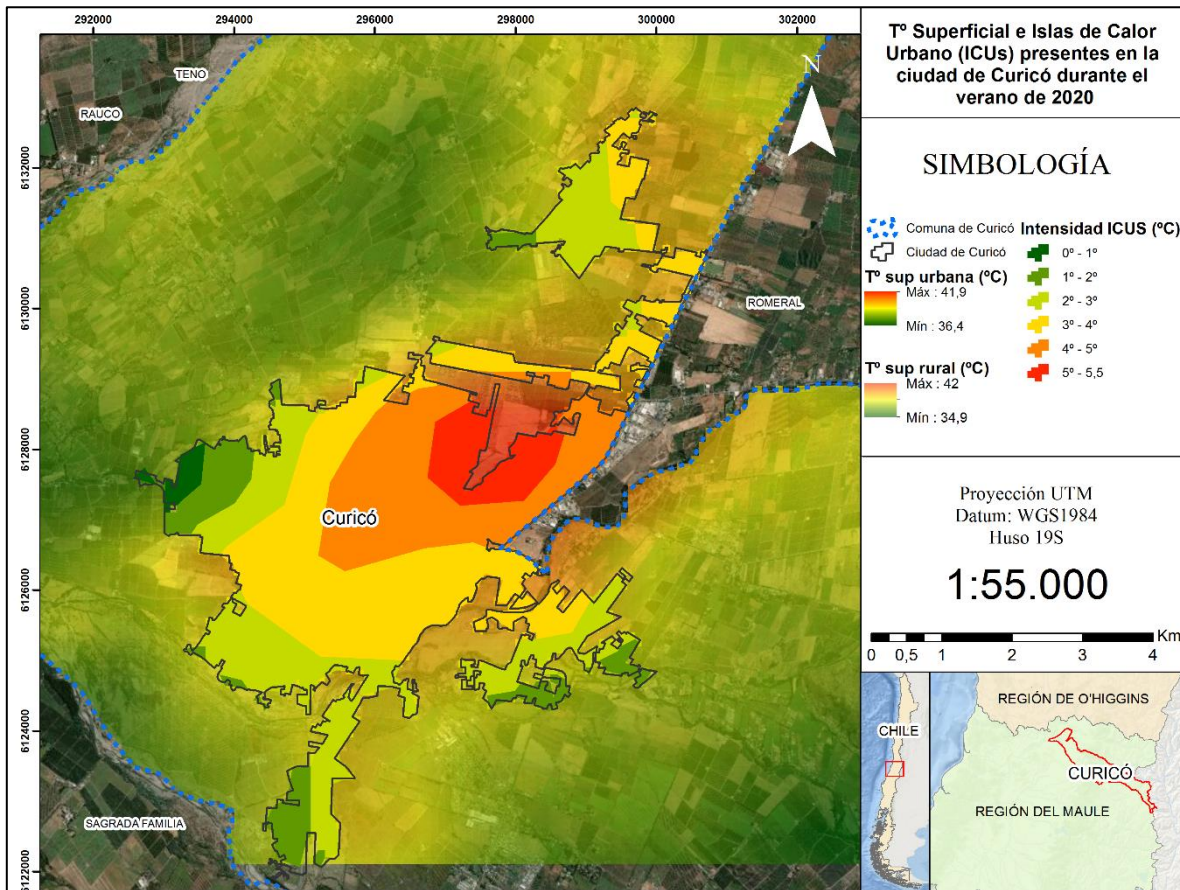 292000 294000 296000 298000 300000 302000
6132000
6130000
6128000
6126000
6124000
6122000
TENO
RAUCO
N
ROMERAL
Curicó
SAGRADA FAMILIA
Tº Superficial e Islas de Calor
Urbano (ICUs) presentes en la
ciudad de Curicó durante el
verano de 2020
SIMBOLOGÍA
Comuna de Curicó
Ciudad de Curicó
Tº sup urbana (ºC)
Máx : 41,9
Mín : 36,4
Tº sup rural (ºC)
Máx : 42
Mín : 34,9
Intensidad ICUS (ºC)
0º - 1º
1º - 2º
2º - 3º
3º - 4º
4º - 5º
5º - 5,5
Proyección UTM
Datum: WGS1984
Huso 19S
1:55.000
Km
0 0,5 1 2 3 4
CHILE
REGIÓN DE O'HIGGINS
CURICÓ
REGIÓN DEL MAULE